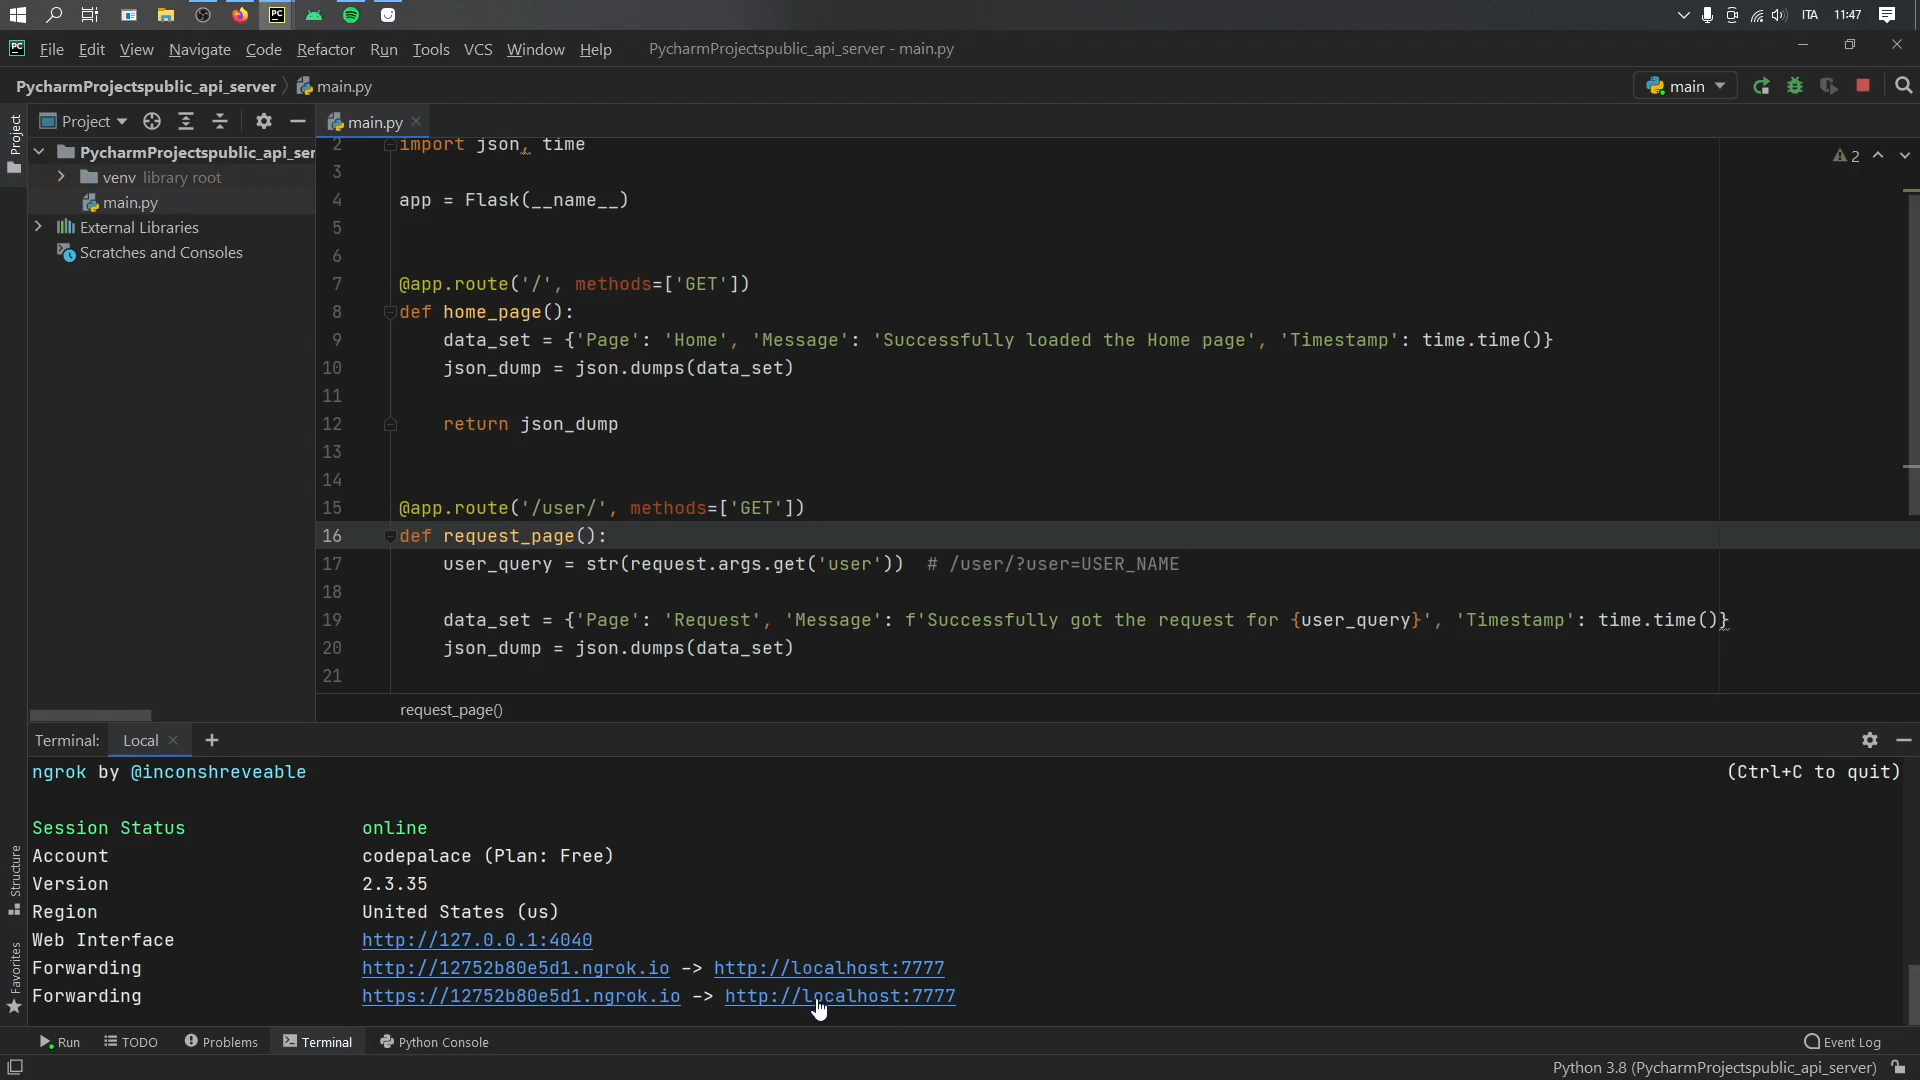 ITA 11:47
PC File Edit View Navigate Code Refactor Run Tools VCS Window Help PycharmProjectspublic_api_server - main.py
PycharmProjectspublic_api_server main.py main
Project Project main.py
2 import json, time
PycharmProjectspublic_api_ser
2
venv library root
main.py
External Libraries
Scratches and Consoles
3
4 app = Flask(__name__)
5
6
7 @app.route('/', methods=['GET'])
8 def home_page():
9 data_set = {'Page': 'Home', 'Message': 'Successfully loaded the Home page', 'Timestamp': time.time()}
10 json_dump = json.dumps(data_set)
11
12 return json_dump
13
14
15 @app.route('/user/', methods=['GET'])
16 def request_page():
17 user_query = str(request.args.get('user')) # /user/?user=USER_NAME
18
19 data_set = {'Page': 'Request', 'Message': f'Successfully got the request for {user_query}', 'Timestamp': time.time()}
20 json_dump = json.dumps(data_set)
21
request_page()
Terminal: Local
ngrok by @inconshreveable (Ctrl+C to quit)
Session Status online
Account codepalace (Plan: Free)
Version 2.3.35
Region United States (us)
Web Interface http://127.0.0.1:4040
Forwarding http://12752b80e5d1.ngrok.io -> http://localhost:7777
Forwarding https://12752b80e5d1.ngrok.io -> http://localhost:7777
Structure
Favorites
Run TODO Problems Terminal Python Console Event Log
Python 3.8 (PycharmProjectspublic_api_server)